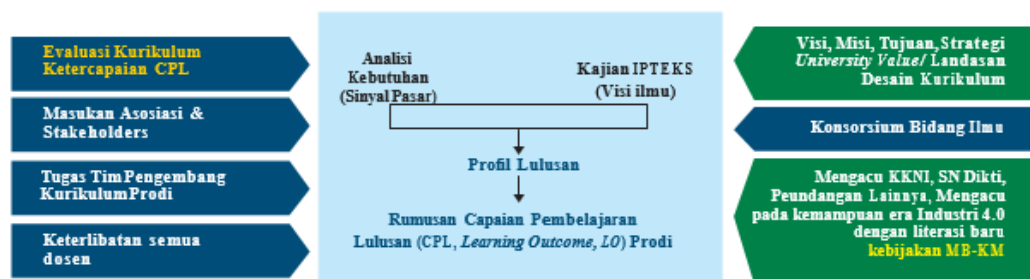 Evaluasi Kurikulum
Ketercapaian CPL
Masukan Asosiasi &
Stakeholders
Tugas Tim Pengembang
Kurikulum Prodi
Keterlibatan semua
dosen
Analisi
Kebutuhan
(Sinyal Pasar)
Kajian IPTEKS
(Visi ilmu)
Profil Lulusan
Rumusan Capaian Pembelajaran
Lulusan (CPL, Learning Outcome, LO) Prodi
Visi, Misi, Tujuan, Strategi
University Value/ Landasan
Desain Kurikulum
Konsorsium Bidang Ilmu
Mengacu KKNI, SN Dikti,
Peundangan Lainnya, Mengacu
pada kemampuan era Industri 4.0
dengan literasi baru
kebijakan MB-KM